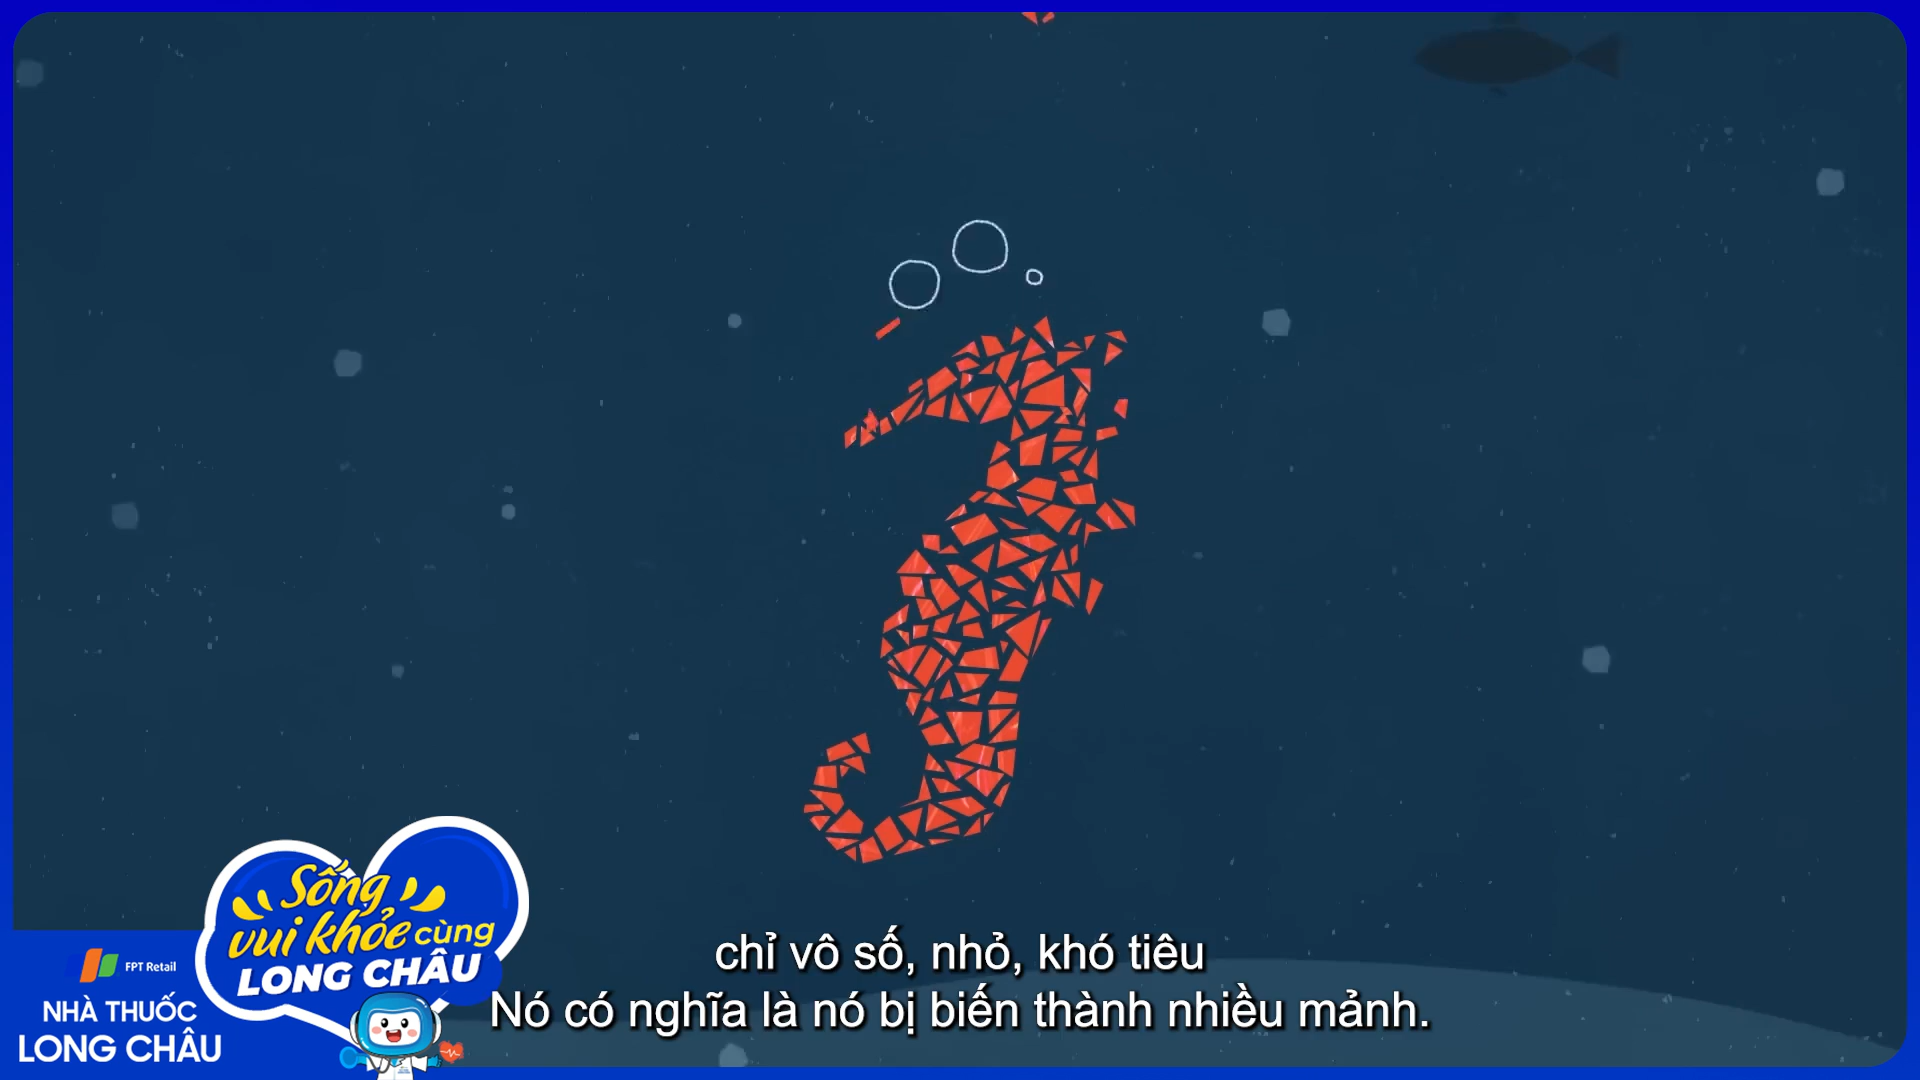 Sống
vui khỏe cùng
LONG CHÂU
FPT Retail
NHÀ THUỐC
LONG CHÂU
chỉ vô số, nhỏ, khó tiêu
Nó có nghĩa là nó bị biến thành nhiều mảnh.